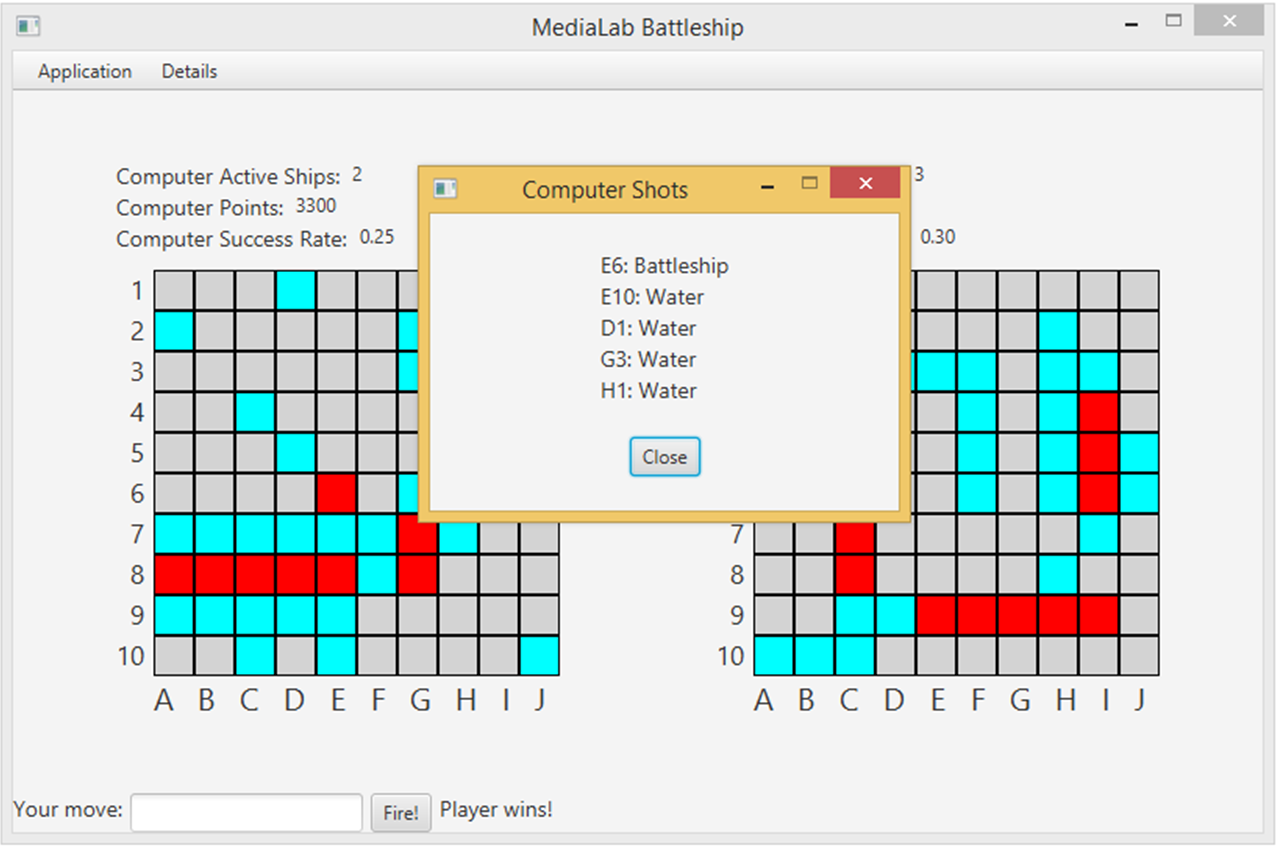 MediaLab Battleship
Application Details
Computer Active Ships: 2
Computer Points: 3300
Computer Success Rate: 0.25
3
0.30
Computer Shots
E6: Battleship
E10: Water
D1: Water
G3: Water
H1: Water
Close
1
2
3
4
5
6
7
8
9
10
A B C D E F G H I J
7
8
9
10
A B C D E F G H I J
Your move: Fire! Player wins!